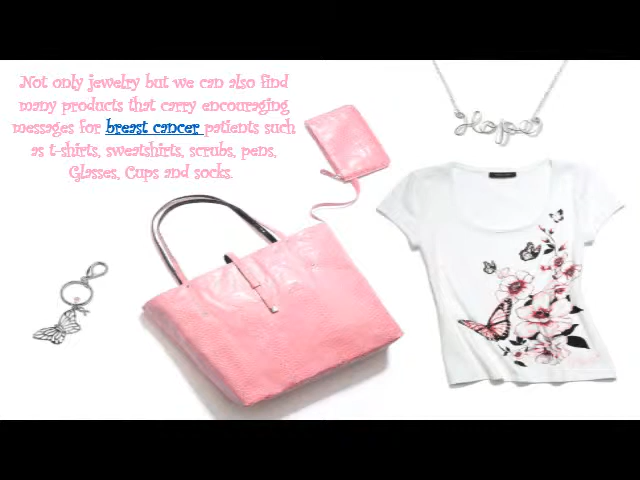 Not only jewelry but we can also find
many products that carry encouraging
messages for breast cancer patients such
as t-shirts, sweatshirts, scrubs, pens,
Glasses, Cups and socks.
Hope